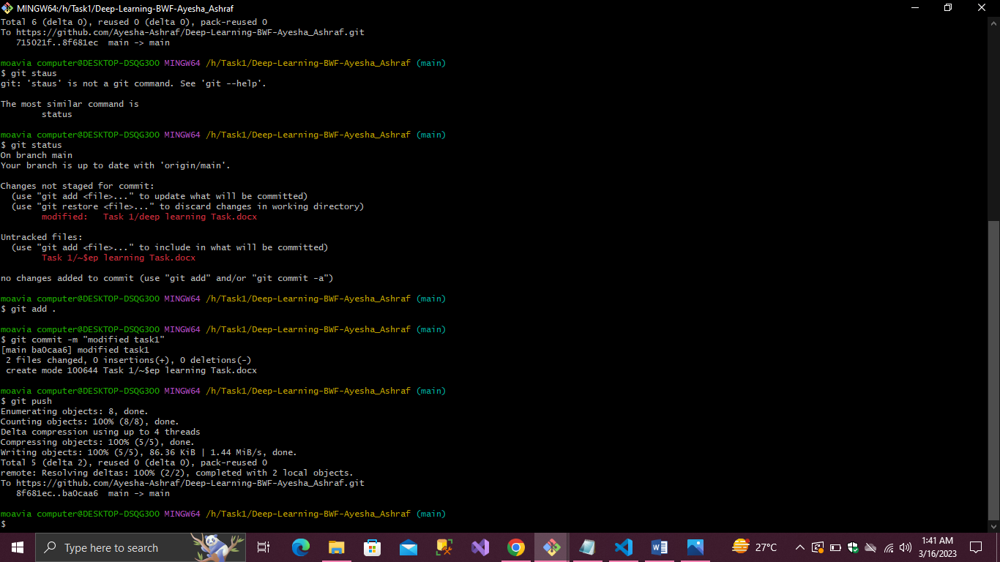 MINGW64:/h/Task1/Deep-Learning-BWF-Ayesha_Ashraf
Total 6 (delta 0), reused 0 (delta 0), pack-reused 0
To https://github.com/Ayesha-Ashraf/Deep-Learning-BWF-Ayesha_Ashraf.git
   715021f..8f681ec  main -> main

moavia computer@DESKTOP-DSQG3OO MINGW64 /h/Task1/Deep-Learning-BWF-Ayesha_Ashraf (main)
$ git staus
git: 'staus' is not a git command. See 'git --help'.

The most similar command is
        status

moavia computer@DESKTOP-DSQG3OO MINGW64 /h/Task1/Deep-Learning-BWF-Ayesha_Ashraf (main)
$ git status
On branch main
Your branch is up to date with 'origin/main'.

Changes not staged for commit:
  (use "git add <file>..." to update what will be committed)
  (use "git restore <file>..." to discard changes in working directory)
        modified:   Task 1/deep learning Task.docx

Untracked files:
  (use "git add <file>..." to include in what will be committed)
        Task 1/~$ep learning Task.docx

no changes added to commit (use "git add" and/or "git commit -a")

moavia computer@DESKTOP-DSQG3OO MINGW64 /h/Task1/Deep-Learning-BWF-Ayesha_Ashraf (main)
$ git add .

moavia computer@DESKTOP-DSQG3OO MINGW64 /h/Task1/Deep-Learning-BWF-Ayesha_Ashraf (main)
$ git commit -m "modified task1"
[main ba0caa6] modified task1
 2 files changed, 0 insertions(+), 0 deletions(-)
 create mode 100644 Task 1/~$ep learning Task.docx

moavia computer@DESKTOP-DSQG3OO MINGW64 /h/Task1/Deep-Learning-BWF-Ayesha_Ashraf (main)
$ git push
Enumerating objects: 8, done.
Counting objects: 100% (8/8), done.
Delta compression using up to 4 threads
Compressing objects: 100% (5/5), done.
Writing objects: 100% (5/5), 86.36 KiB | 1.44 MiB/s, done.
Total 5 (delta 2), reused 0 (delta 0), pack-reused 0
remote: Resolving deltas: 100% (2/2), completed with 2 local objects.
To https://github.com/Ayesha-Ashraf/Deep-Learning-BWF-Ayesha_Ashraf.git
   8f681ec..ba0caa6  main -> main

moavia computer@DESKTOP-DSQG3OO MINGW64 /h/Task1/Deep-Learning-BWF-Ayesha_Ashraf (main)
$
Type here to search
27°C
1:41 AM
3/16/2023